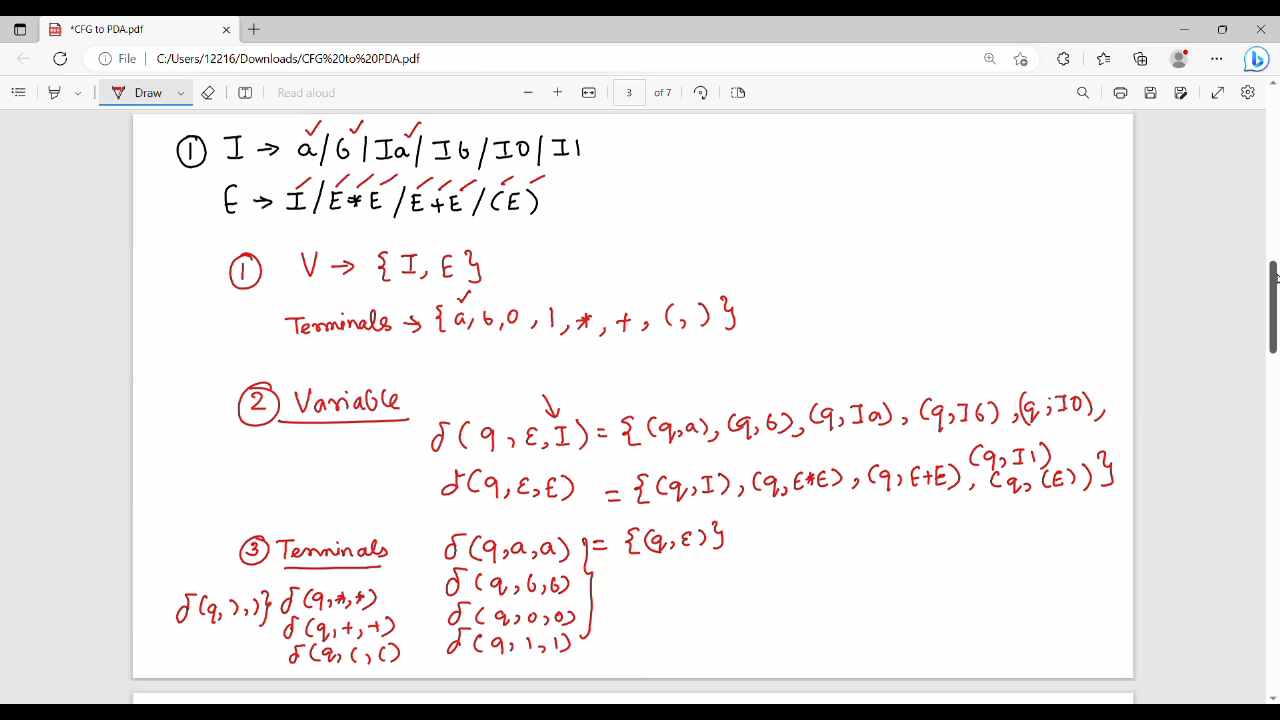 *CFG to PDA.pdf
File C:/Users/12216/Downloads/CFG%20to%20PDA.pdf
Draw Read aloud 3 of 7
① I → a/b/Ia/Ib/I0/I1
E → I/E*E/E+E/(E)
① V → {I, E}
Terminals → {a, b, 0, 1, *, +, (, )}
② Variable
δ(q, ε, I) = {(q,a), (q,b), (q,Ia), (q,Ib), (q,I0),
(q,I1)
δ(q, ε, E) = {(q,I), (q,E*E), (q,E+E), (q,(E))}
③ Terminals δ(q,a,a) = {(q,ε)}
δ(q,),)} δ(q,*,*) δ(q,b,b)
δ(q,+,+) δ(q,0,0)
δ(q,(,() δ(q,1,1)